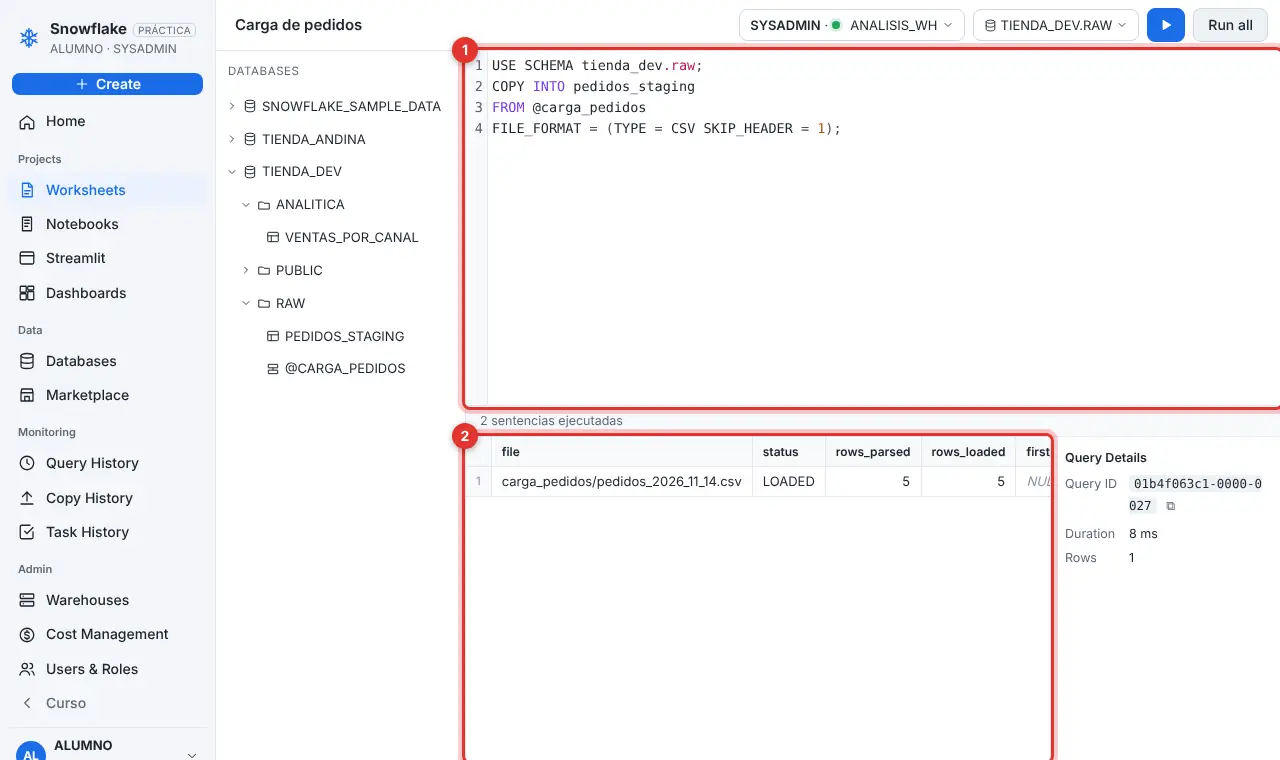 Snowflake PRÁCTICA
ALUMNO · SYSADMIN
Create
Home
Projects
Worksheets
Notebooks
Streamlit
Dashboards
Data
Databases
Marketplace
Monitoring
Query History
Copy History
Task History
Admin
Warehouses
Cost Management
Users & Roles
Curso
AL
ALUMNO
Carga de pedidos
SYSADMIN · ANALISIS_WH
TIENDA_DEV.RAW
Run all
DATABASES
SNOWFLAKE_SAMPLE_DATA
TIENDA_ANDINA
TIENDA_DEV
ANALITICA
VENTAS_POR_CANAL
PUBLIC
RAW
PEDIDOS_STAGING
@CARGA_PEDIDOS
1
1 USE SCHEMA tienda_dev.raw;
2 COPY INTO pedidos_staging
3 FROM @carga_pedidos
4 FILE_FORMAT = (TYPE = CSV SKIP_HEADER = 1);
2 sentencias ejecutadas
2
file status rows_parsed rows_loaded first
1 carga_pedidos/pedidos_2026_11_14.csv LOADED 5 5
Query Details
Query ID 01b4f063c1-0000-0
027
Duration 8 ms
Rows 1